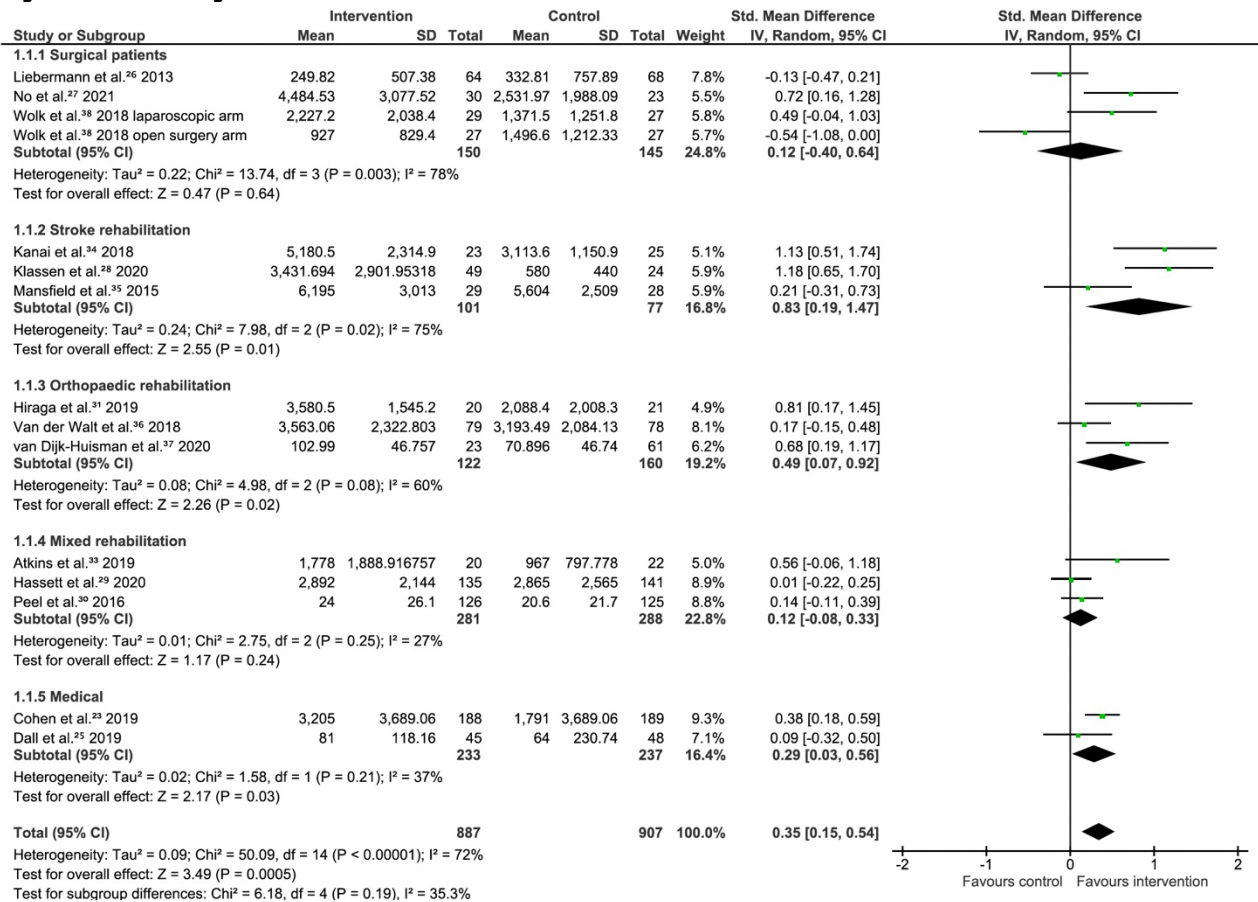 Intervention Control Std. Mean Difference Std. Mean Difference
Study or Subgroup Mean SD Total Mean SD Total Weight IV, Random, 95% CI IV, Random, 95% CI
1.1.1 Surgical patients
Liebermann et al.²⁶ 2013 249.82 507.38 64 332.81 757.89 68 7.8% -0.13 [-0.47, 0.21]
No et al.²⁷ 2021 4,484.53 3,077.52 30 2,531.97 1,988.09 23 5.5% 0.72 [0.16, 1.28]
Wolk et al.³⁸ 2018 laparoscopic arm 2,227.2 2,038.4 29 1,371.5 1,251.8 27 5.8% 0.49 [-0.04, 1.03]
Wolk et al.³⁸ 2018 open surgery arm 927 829.4 27 1,496.6 1,212.33 27 5.7% -0.54 [-1.08, 0.00]
Subtotal (95% CI) 150 145 24.8% 0.12 [-0.40, 0.64]
Heterogeneity: Tau² = 0.22; Chi² = 13.74, df = 3 (P = 0.003); I² = 78%
Test for overall effect: Z = 0.47 (P = 0.64)
1.1.2 Stroke rehabilitation
Kanai et al.³⁴ 2018 5,180.5 2,314.9 23 3,113.6 1,150.9 25 5.1% 1.13 [0.51, 1.74]
Klassen et al.²⁸ 2020 3,431.694 2,901.95318 49 580 440 24 5.9% 1.18 [0.65, 1.70]
Mansfield et al.³⁵ 2015 6,195 3,013 29 5,604 2,509 28 5.9% 0.21 [-0.31, 0.73]
Subtotal (95% CI) 101 77 16.8% 0.83 [0.19, 1.47]
Heterogeneity: Tau² = 0.24; Chi² = 7.98, df = 2 (P = 0.02); I² = 75%
Test for overall effect: Z = 2.55 (P = 0.01)
1.1.3 Orthopaedic rehabilitation
Hiraga et al.³¹ 2019 3,580.5 1,545.2 20 2,088.4 2,008.3 21 4.9% 0.81 [0.17, 1.45]
Van der Walt et al.³⁶ 2018 3,563.06 2,322.803 79 3,193.49 2,084.13 78 8.1% 0.17 [-0.15, 0.48]
van Dijk-Huisman et al.³⁷ 2020 102.99 46.757 23 70.896 46.74 61 6.2% 0.68 [0.19, 1.17]
Subtotal (95% CI) 122 160 19.2% 0.49 [0.07, 0.92]
Heterogeneity: Tau² = 0.08; Chi² = 4.98, df = 2 (P = 0.08); I² = 60%
Test for overall effect: Z = 2.26 (P = 0.02)
1.1.4 Mixed rehabilitation
Atkins et al.³³ 2019 1,778 1,888.916757 20 967 797.778 22 5.0% 0.56 [-0.06, 1.18]
Hassett et al.²⁹ 2020 2,892 2,144 135 2,865 2,565 141 8.9% 0.01 [-0.22, 0.25]
Peel et al.³⁰ 2016 24 26.1 126 20.6 21.7 125 8.8% 0.14 [-0.11, 0.39]
Subtotal (95% CI) 281 288 22.8% 0.12 [-0.08, 0.33]
Heterogeneity: Tau² = 0.01; Chi² = 2.75, df = 2 (P = 0.25); I² = 27%
Test for overall effect: Z = 1.17 (P = 0.24)
1.1.5 Medical
Cohen et al.²³ 2019 3,205 3,689.06 188 1,791 3,689.06 189 9.3% 0.38 [0.18, 0.59]
Dall et al.²⁵ 2019 81 118.16 45 64 230.74 48 7.1% 0.09 [-0.32, 0.50]
Subtotal (95% CI) 233 237 16.4% 0.29 [0.03, 0.56]
Heterogeneity: Tau² = 0.02; Chi² = 1.58, df = 1 (P = 0.21); I² = 37%
Test for overall effect: Z = 2.17 (P = 0.03)
Total (95% CI) 887 907 100.0% 0.35 [0.15, 0.54]
Heterogeneity: Tau² = 0.09; Chi² = 50.09, df = 14 (P < 0.00001); I² = 72%
Test for overall effect: Z = 3.49 (P = 0.0005)
Test for subgroup differences: Chi² = 6.18, df = 4 (P = 0.19), I² = 35.3%
-2 -1 0 1 2
Favours control Favours intervention